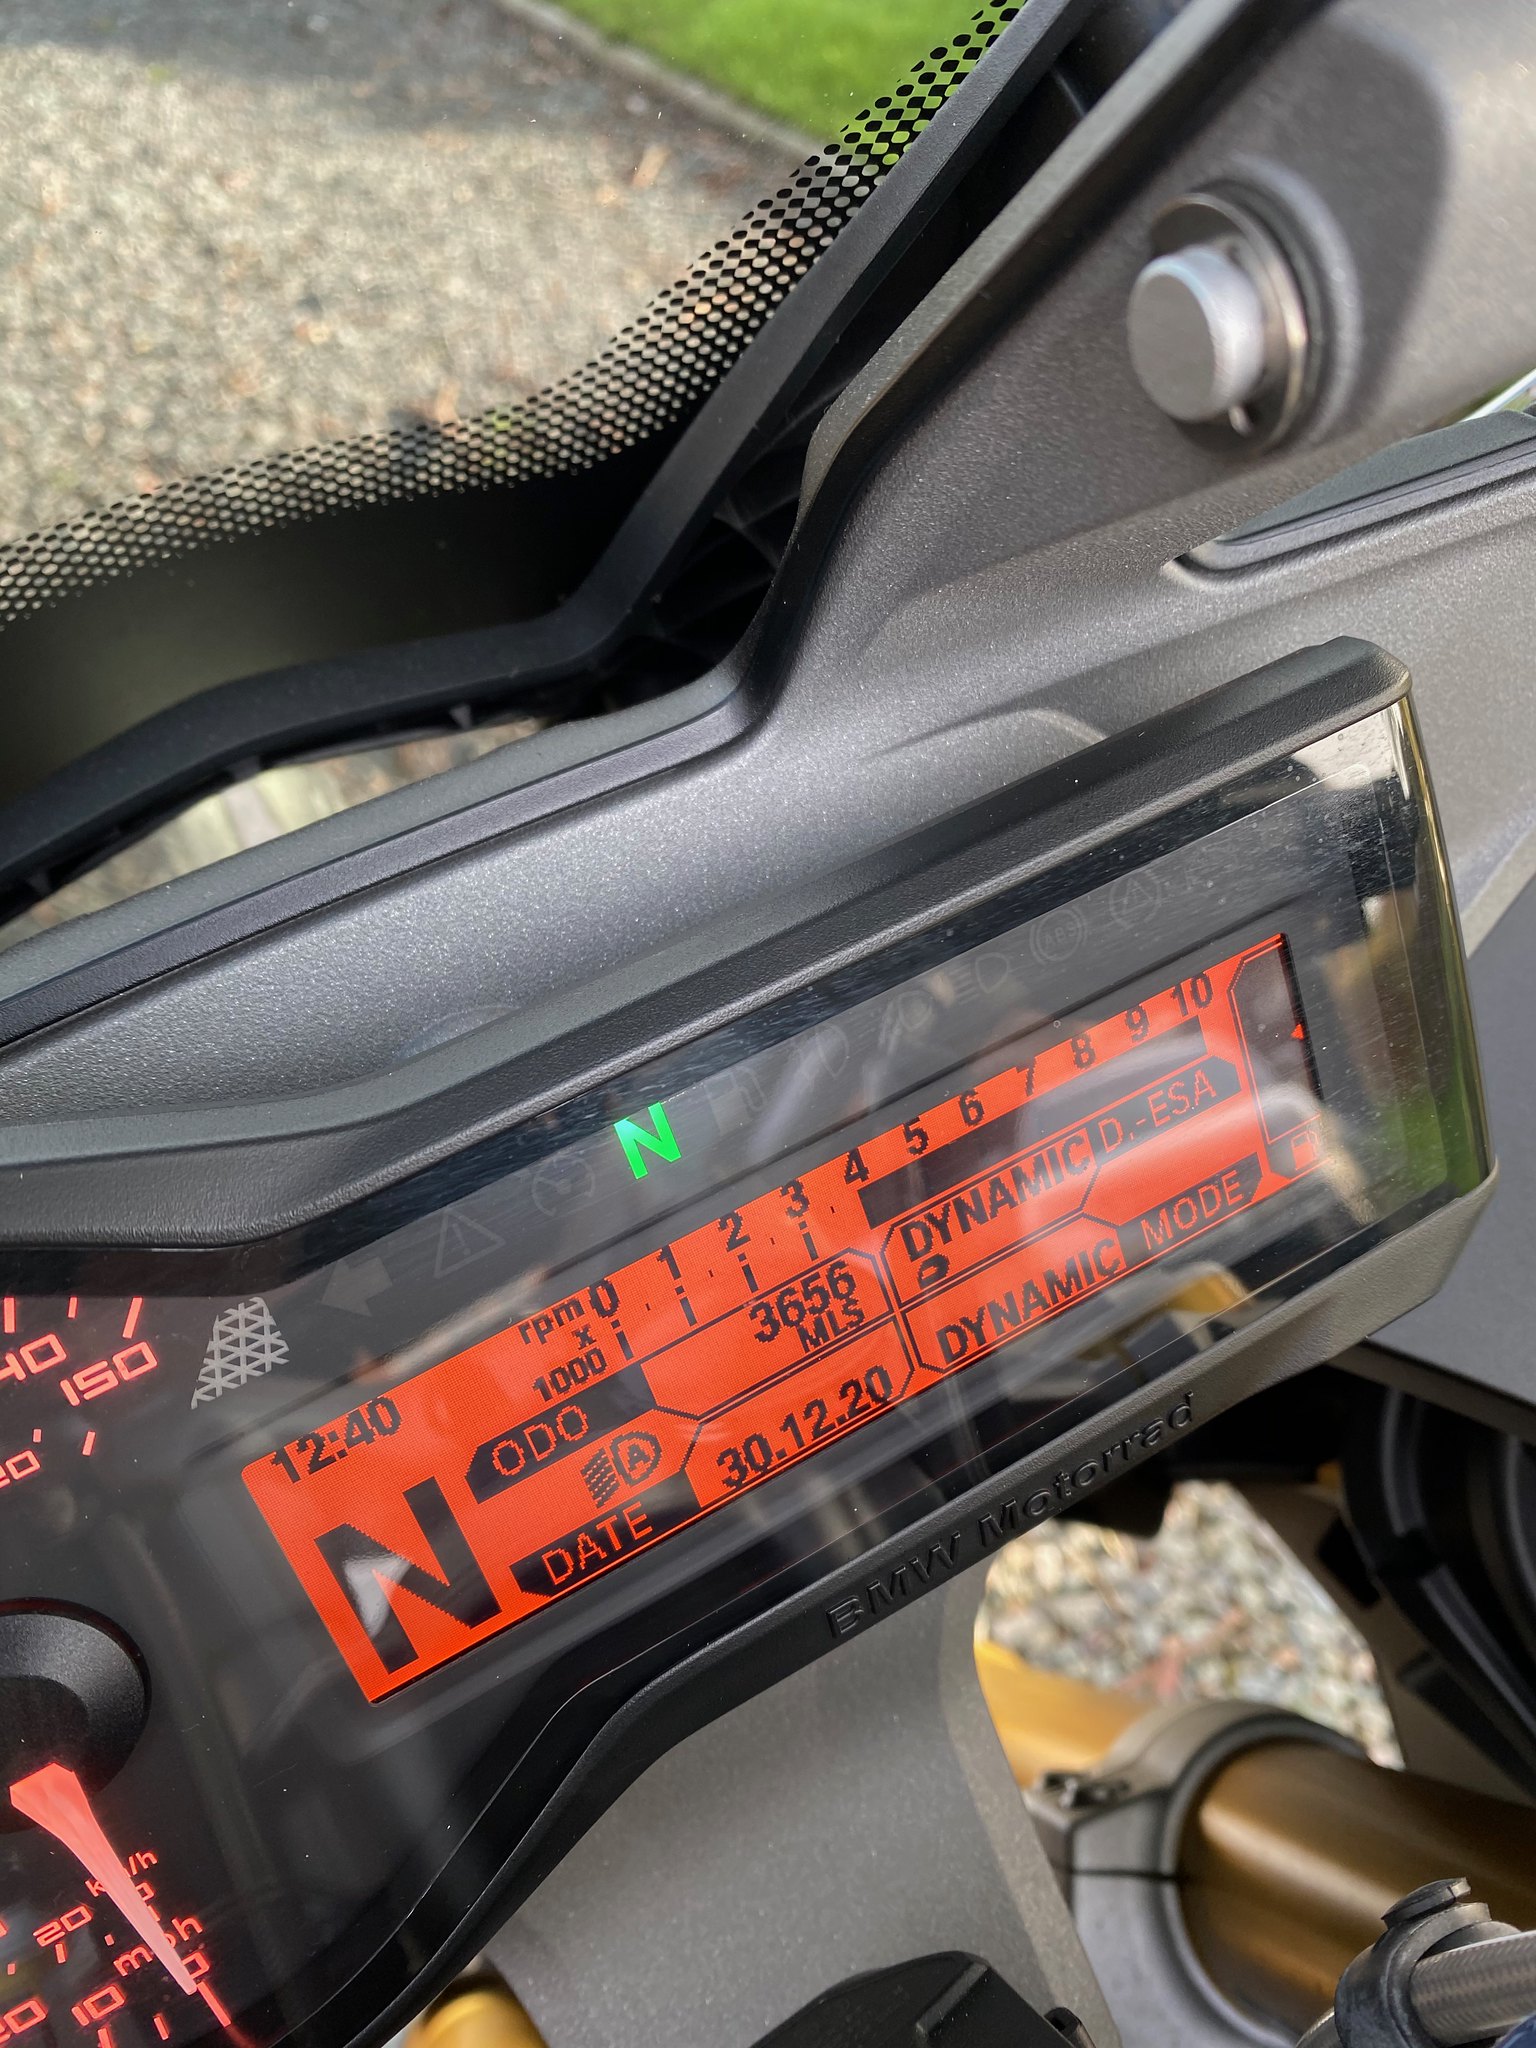 N
ABS
rpm
x
1000
0 1 2 3 4 5 6 7 8 9 10
12:40
N
ODO
3656
MLS
DATE
30.12.20
DYNAMIC D.-ESA
DYNAMIC MODE
BMW Motorrad
150
km/h
20
mph
10